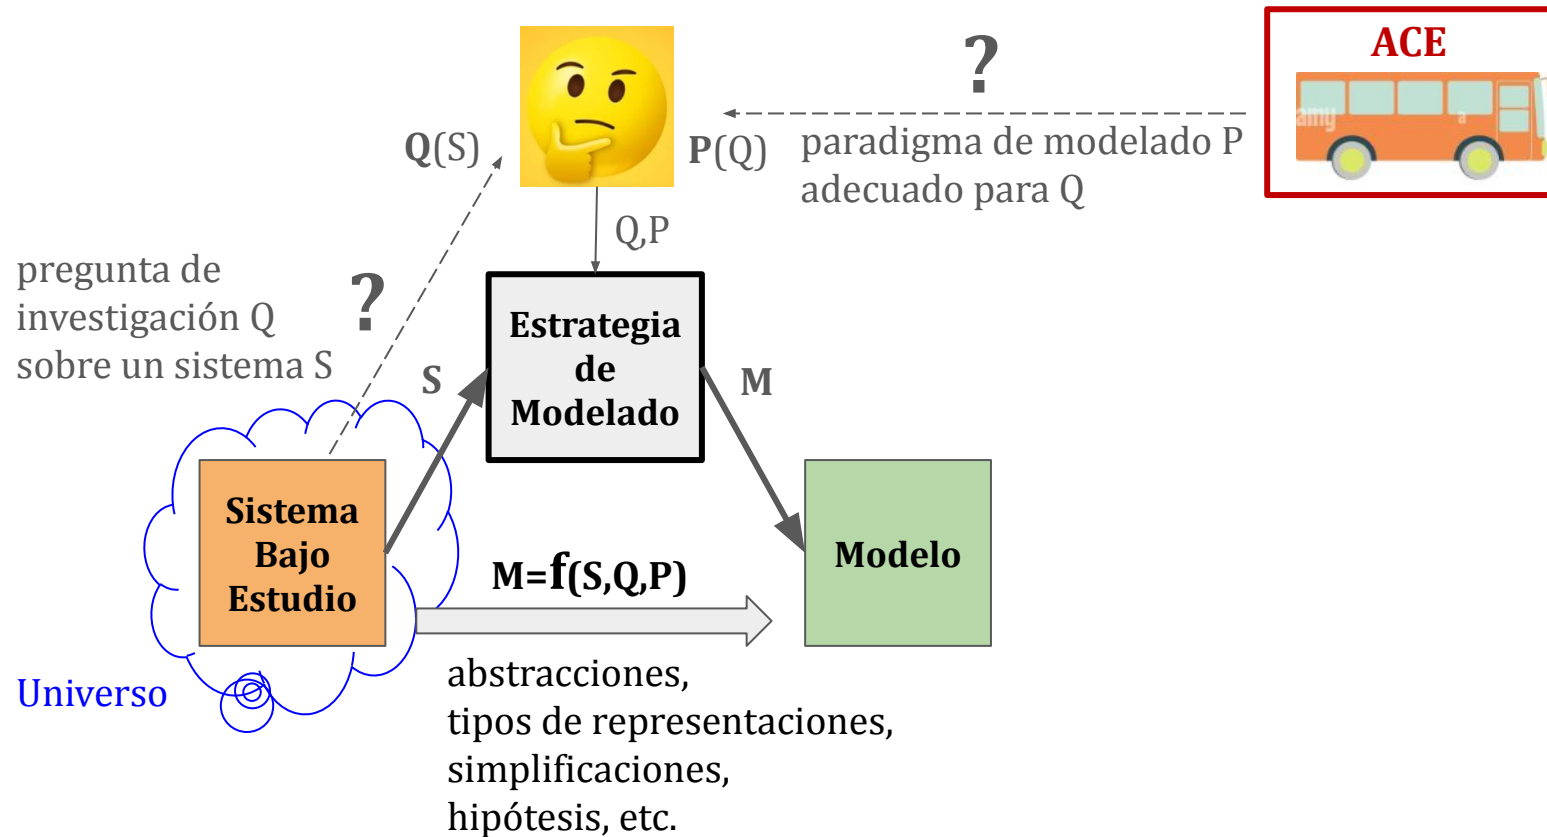 ACE
?
Q(S)
P(Q)
paradigma de modelado P
adecuado para Q
amy
a
Q,P
pregunta de
investigación Q
sobre un sistema S
?
Estrategia
de
Modelado
S
M
Sistema
Bajo
Estudio
Modelo
M=f(S,Q,P)
Universo
abstracciones,
tipos de representaciones,
simplificaciones,
hipótesis, etc.